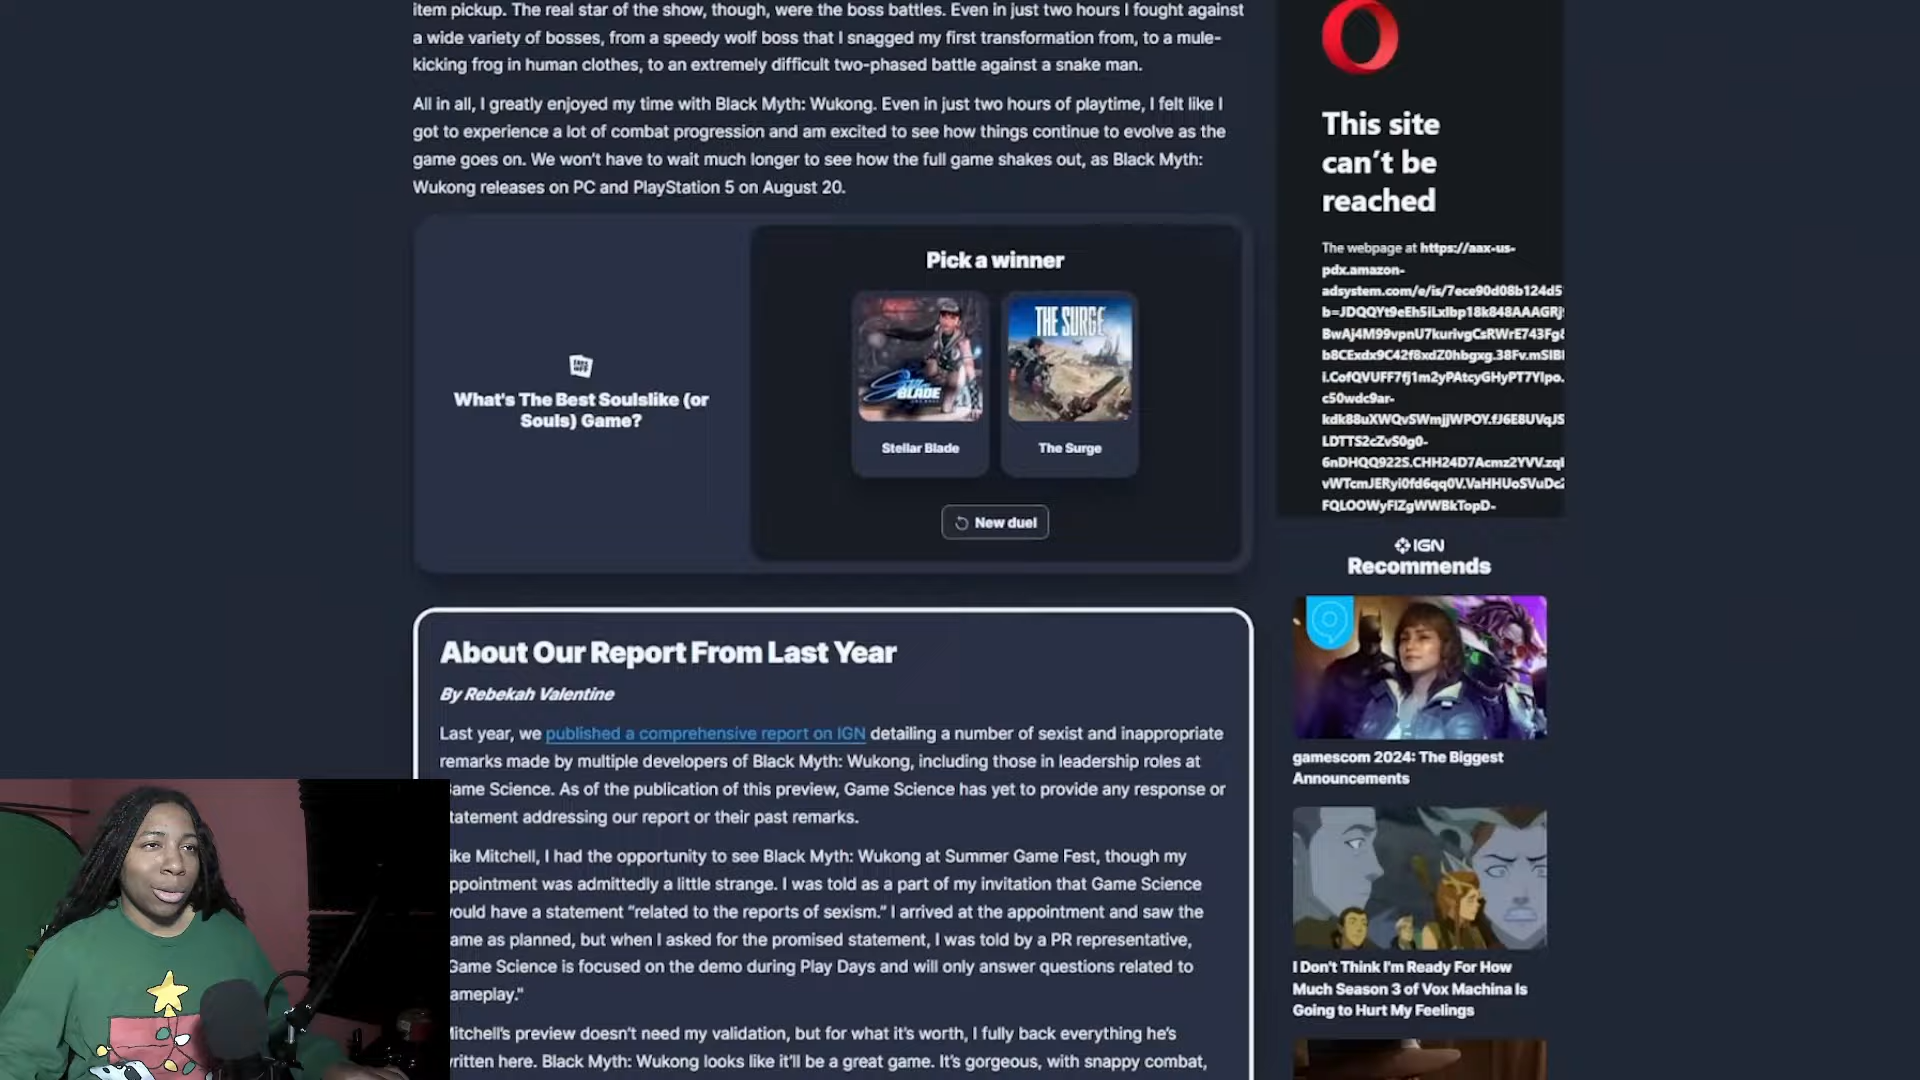 item pickup. The real star of the show, though, were the boss battles. Even in just two hours I fought against
a wide variety of bosses, from a speedy wolf boss that I snagged my first transformation from, to a mule-
kicking frog in human clothes, to an extremely difficult two-phased battle against a snake man.
All in all, I greatly enjoyed my time with Black Myth: Wukong. Even in just two hours of playtime, I felt like I
got to experience a lot of combat progression and am excited to see how things continue to evolve as the
game goes on. We won't have to wait much longer to see how the full game shakes out, as Black Myth:
Wukong releases on PC and PlayStation 5 on August 20.
What's The Best Soulslike (or
Souls) Game?
Pick a winner
BLADE
THE SURGE
Stellar Blade
The Surge
New duel
About Our Report From Last Year
By Rebekah Valentine
Last year, we published a comprehensive report on IGN detailing a number of sexist and inappropriate
remarks made by multiple developers of Black Myth: Wukong, including those in leadership roles at
ame Science. As of the publication of this preview, Game Science has yet to provide any response or
tatement addressing our report or their past remarks.
ike Mitchell, I had the opportunity to see Black Myth: Wukong at Summer Game Fest, though my
ppointment was admittedly a little strange. I was told as a part of my invitation that Game Science
ould have a statement “related to the reports of sexism.” I arrived at the appointment and saw the
ame as planned, but when I asked for the promised statement, I was told by a PR representative,
Game Science is focused on the demo during Play Days and will only answer questions related to
ameplay."
Mitchell's preview doesn't need my validation, but for what it's worth, I fully back everything he's
ritten here. Black Myth: Wukong looks like it'll be a great game. It's gorgeous, with snappy combat,
This site
can't be
reached
The webpage at https://aax-us-
pdx.amazon-
adsystem.com/e/is/7ece90d08b124d5
c50wdc9ar-
IGN
Recommends
gamescom 2024: The Biggest
Announcements
I Don't Think I'm Ready For How
Much Season 3 of Vox Machina Is
Going to Hurt My Feelings